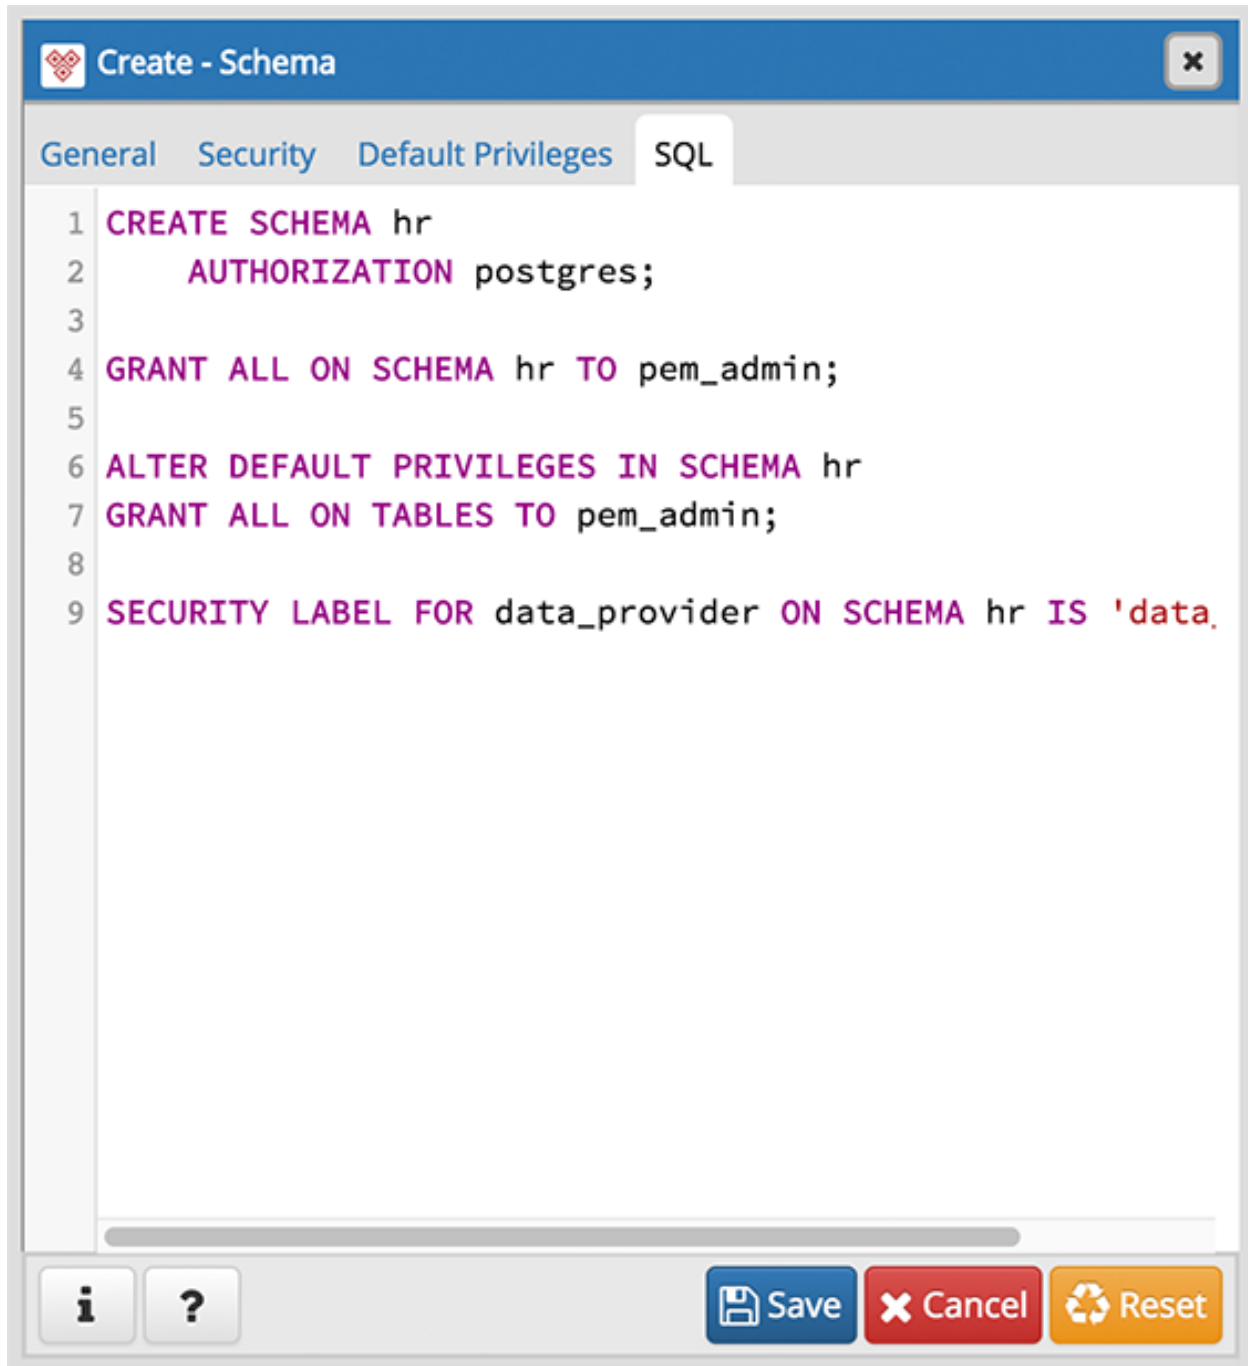 Create - Schema
General Security Default Privileges SQL
1 CREATE SCHEMA hr
2 AUTHORIZATION postgres;
3
4 GRANT ALL ON SCHEMA hr TO pem_admin;
5
6 ALTER DEFAULT PRIVILEGES IN SCHEMA hr
7 GRANT ALL ON TABLES TO pem_admin;
8
9 SECURITY LABEL FOR data_provider ON SCHEMA hr IS 'data_
i ? Save Cancel Reset